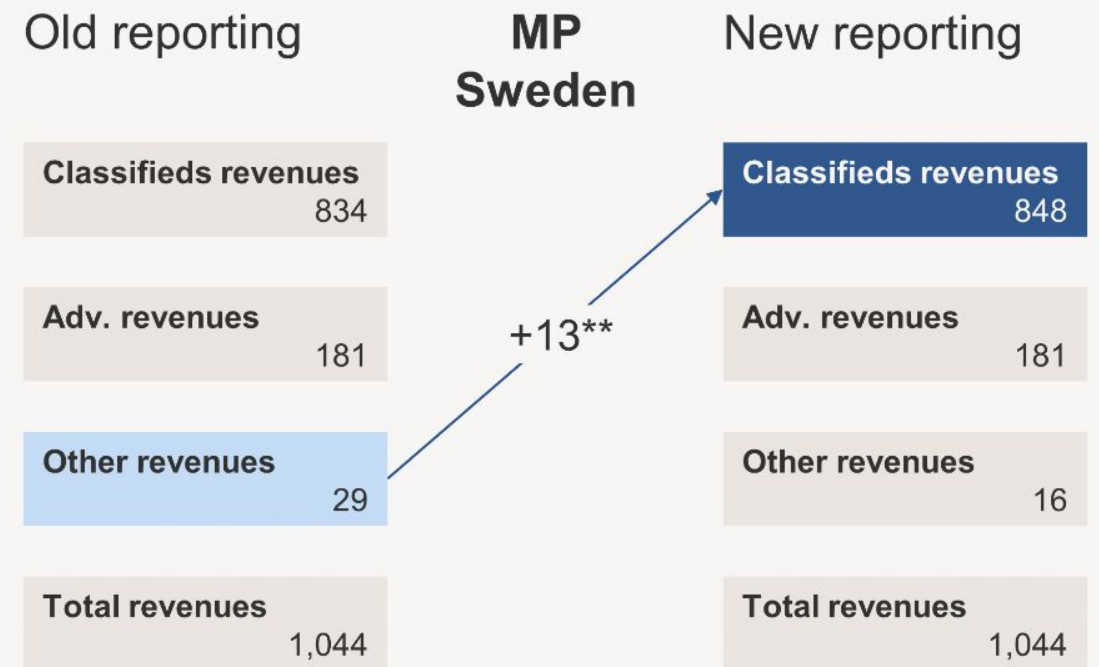 Old reporting
MP
Sweden
New reporting
Classifieds revenues
834
Classifieds revenues
848
Adv. revenues
181
+13**
Adv. revenues
181
Other revenues
29
Other revenues
16
Total revenues
1,044
Total revenues
1,044